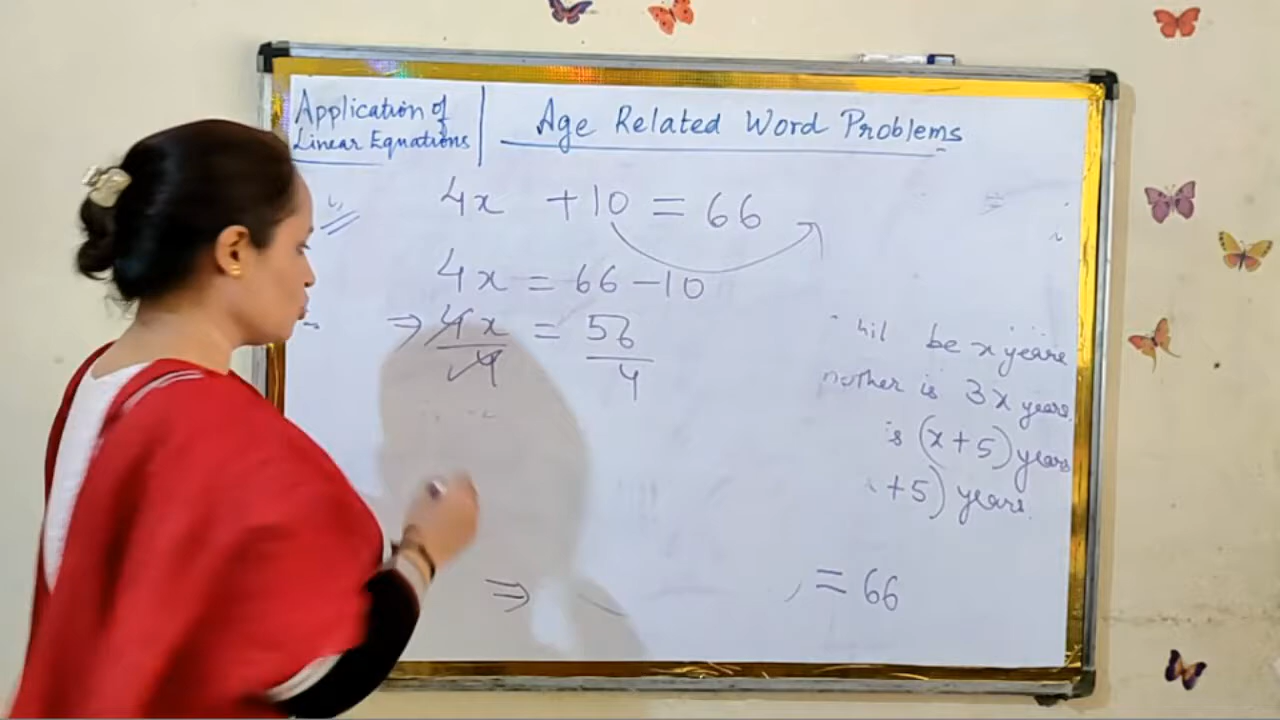 Application of
Linear Equations
Age Related Word Problems
4x + 10 = 66
4x = 66 - 10
⇒ 4x/4 = 56/4
be x years
mother is 3x years
is (x+5) years
+5) years.
⇒ = 66